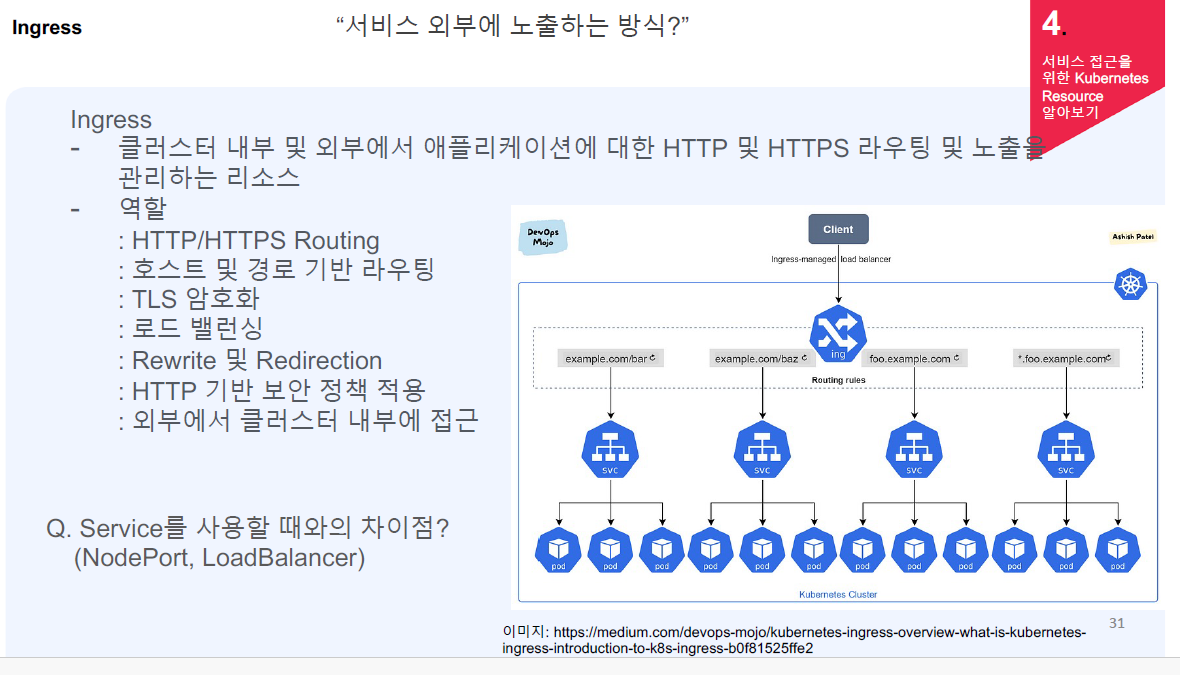 Ingress
“서비스 외부에 노출하는 방식?”
4.
서비스 접근을
위한 Kubernetes
Resource
알아보기
Ingress
- 클러스터 내부 및 외부에서 애플리케이션에 대한 HTTP 및 HTTPS 라우팅 및 노출을
관리하는 리소스
- 역할
: HTTP/HTTPS Routing
: 호스트 및 경로 기반 라우팅
: TLS 암호화
: 로드 밸런싱
: Rewrite 및 Redirection
: HTTP 기반 보안 정책 적용
: 외부에서 클러스터 내부에 접근
Q. Service를 사용할 때와의 차이점?
(NodePort, LoadBalancer)
DevOps
Mojo
Client
Ashish Patel
Ingress-managed load balancer
ing
example.com/bar
example.com/baz
foo.example.com
*.foo.example.com
Routing rules
svc
svc
svc
svc
pod
pod
pod
pod
pod
pod
pod
pod
pod
pod
pod
pod
Kubernetes Cluster
이미지: https://medium.com/devops-mojo/kubernetes-ingress-overview-what-is-kubernetes-
ingress-introduction-to-k8s-ingress-b0f81525ffe2
31